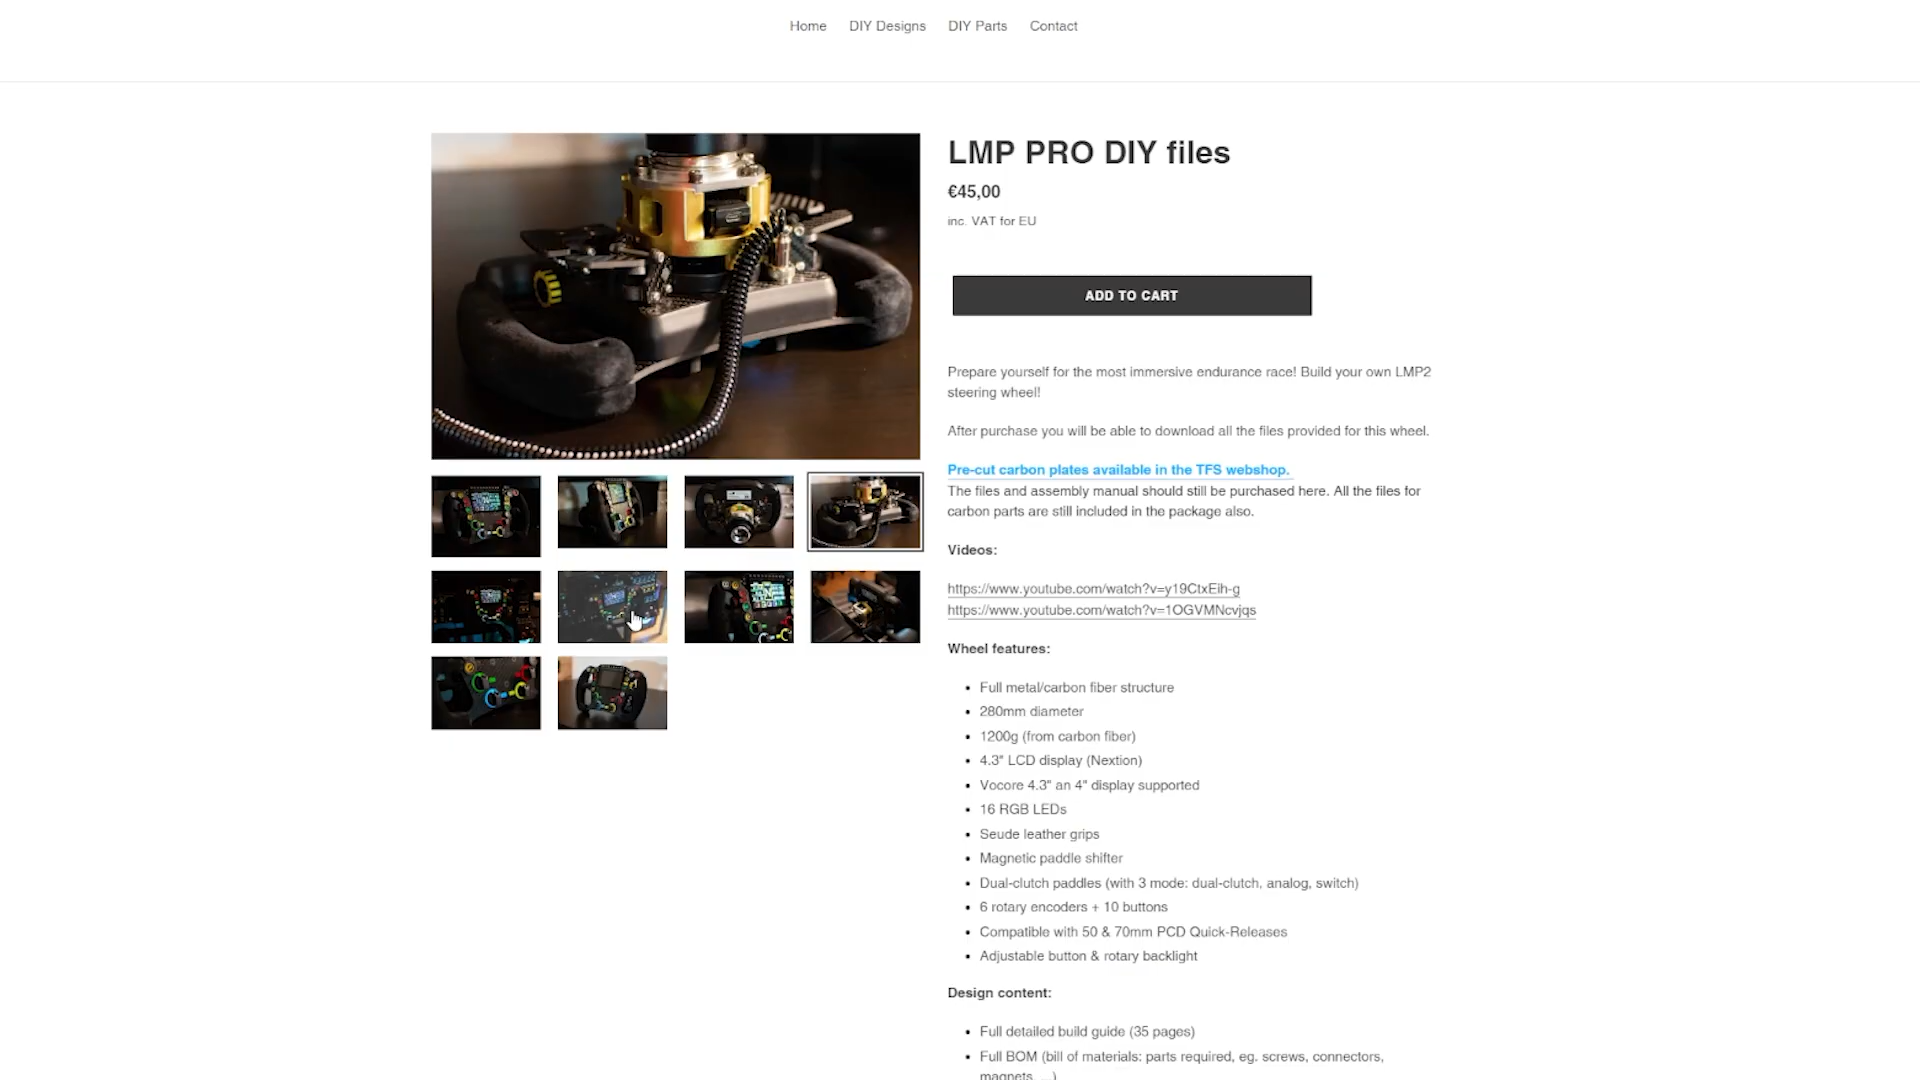 Home DIY Designs DIY Parts Contact
LMP PRO DIY files
€45,00
inc. VAT for EU
ADD TO CART
Prepare yourself for the most immersive endurance race! Build your own LMP2
steering wheel!
After purchase you will be able to download all the files provided for this wheel.
Pre-cut carbon plates available in the TFS webshop.
The files and assembly manual should still be purchased here. All the files for
carbon parts are still included in the package also.
Videos:
https://www.youtube.com/watch?v=y19CtxEih-g
https://www.youtube.com/watch?v=1OGVMNcvjqs
Wheel features:
• Full metal/carbon fiber structure
• 280mm diameter
• 1200g (from carbon fiber)
• 4.3" LCD display (Nextion)
• Vocore 4.3" an 4" display supported
• 16 RGB LEDs
• Seude leather grips
• Magnetic paddle shifter
• Dual-clutch paddles (with 3 mode: dual-clutch, analog, switch)
• 6 rotary encoders + 10 buttons
• Compatible with 50 & 70mm PCD Quick-Releases
• Adjustable button & rotary backlight
Design content:
• Full detailed build guide (35 pages)
• Full BOM (bill of materials: parts required, eg. screws, connectors,
magnets, ...)